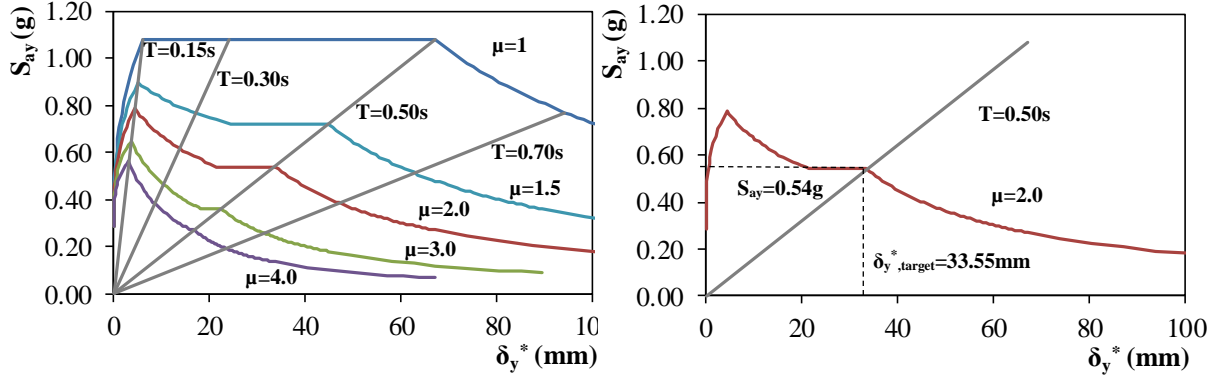 1.20
1.00
0.80
0.60
0.40
0.20
0.00
S_ay (g)
T=0.15s
T=0.30s
T=0.50s
T=0.70s
μ=1
μ=1.5
μ=2.0
μ=3.0
μ=4.0
0 20 40 60 80 100
δ_y^* (mm)
1.20
1.00
0.80
0.60
0.40
0.20
0.00
S_ay (g)
T=0.50s
S_ay=0.54g
μ=2.0
δ_y^*,target=33.55mm
0 20 40 60 80 100
δ_y^* (mm)